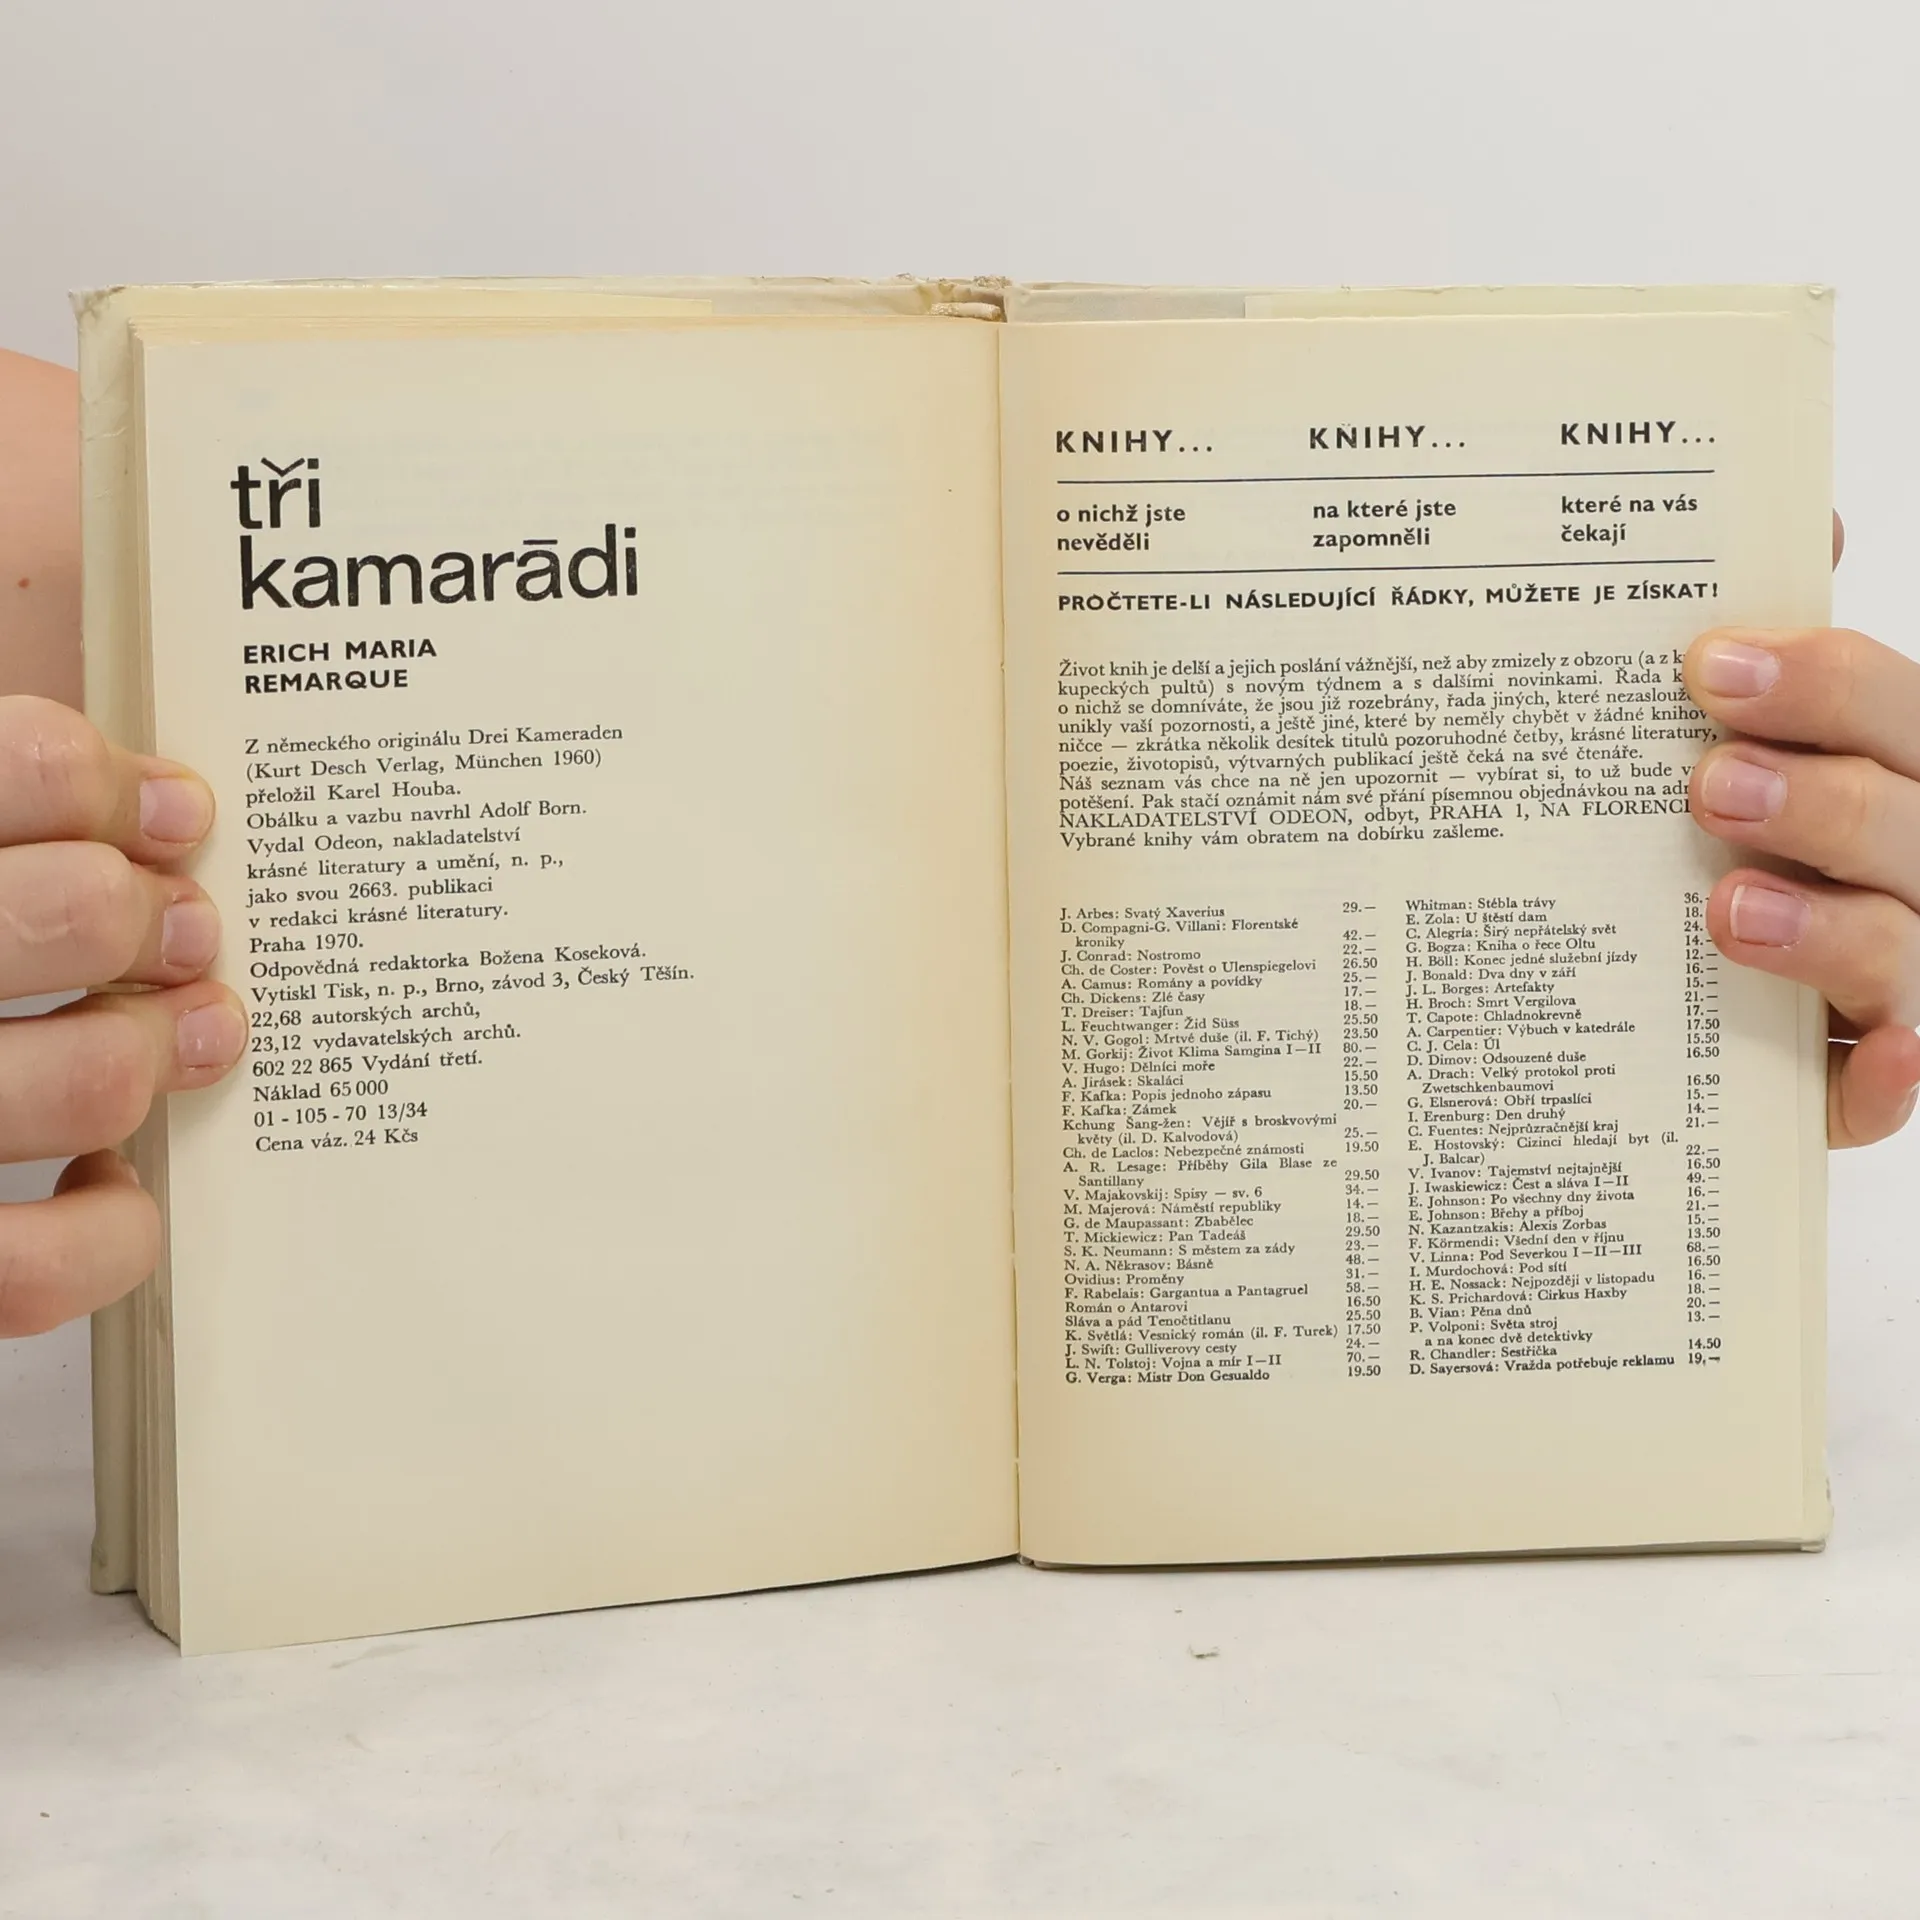 tři
kamarādi
ERICH MARIA
REMARQUE
Z německého originálu Drei Kameraden
(Kurt Desch Verlag, München 1960)
přeložil Karel Houba.
Obálku a vazbu navrhl Adolf Born.
Vydal Odeon, nakladatelství
krásné literatury a umění, n. p.,
jako svou 2663. publikaci
v redakci krásné literatury.
Praha 1970.
Odpovědná redaktorka Božena Koseková.
Vytiskl Tisk, n. p., Brno, závod 3, Český Těšín.
22,68 autorských archů,
23,12 vydavatelských archů.
602 22 865 Vydání třetí.
Náklad 65 000
01 - 105 - 70 13/34
Cena váz. 24 Kčs
KNIHY... KNIHY... KNIHY...
o nichž jste na které jste které na vás
nevěděli zapomněli čekají
PROČTETE-LI NÁSLEDUJÍCÍ ŘÁDKY, MŮŽETE JE ZÍSKAT!
Život knih je delší a jejich poslání vážnější, než aby zmizely z obzoru (a z
kupeckých pultů) s novým týdnem a s dalšími novinkami. Řada
o nichž se domníváte, že jsou již rozebrány, řada jiných, které
unikly vaší pozornosti, a ještě jiné, které by neměly chybět v žádné knihov
ničce — zkrátka několik desítek titulů pozoruhodné četby, krásné literatury,
poezie, životopisů, výtvarných publikací ještě čeká na své čtenáře.
Náš seznam vás chce na ně jen upozornit — vybírat si, to už bude
potěšení. Pak stačí oznámit nám své přání písemnou objednávkou na
NAKLADATELSTVÍ ODEON, odbyt, PRAHA 1, NA
Vybrané knihy vám obratem na dobírku zašleme.
J. Arbes: Svatý Xaverius 29.—
D. Compagni-G. Villani: Florentské
kroniky 42.—
J. Conrad: Nostromo 22.—
Ch. de Coster: Pověst o Ulenspiegelovi 26.50
A. Camus: Romány a povídky 25.—
Ch. Dickens: Zlé časy 17.—
T. Dreiser: Tajfun 18.—
L. Feuchtwanger: Žid Süss 25.50
N. V. Gogol: Mrtvé duše (il. F. Tichý) 23.50
M. Gorkij: Život Klima Samgina I—II 80.—
V. Hugo: Dělníci moře 22.—
A. Jirásek: Skaláci 15.50
F. Kafka: Popis jednoho zápasu 13.50
F. Kafka: Zámek 20.—
Kchung Šang-žen: Vějíř s broskvovými
květy (il. D. Kalvodová) 25.—
Ch. de Laclos: Nebezpečné známosti 19.50
A. R. Lesage: Příběhy Gila Blase ze
Santillany 29.50
V. Majakovskij: Spisy — sv. 6 34.—
M. Majerová: Náměstí republiky 14.—
G. de Maupassant: Zbabělec 18.—
T. Mickiewicz: Pan Tadeáš 29.50
S. K. Neumann: S městem za zády 23.—
N. A. Někrasov: Básně 48.—
Ovidius: Proměny 31.—
F. Rabelais: Gargantua a Pantagruel 58.—
Román o Antarovi 16.50
Sláva a pád Tenočtitlanu 25.50
K. Světlá: Vesnický román (il. F. Turek) 17.50
J. Swift: Gulliverovy cesty 24.—
L. N. Tolstoj: Vojna a mír I—II 70.—
G. Verga: Mistr Don Gesualdo 19.50
Whitman: Stébla trávy 36.—
E. Zola: U štěstí dam 18.
C. Alegría: Širý nepřátelský svět 24.
G. Bogza: Kniha o řece Oltu 14.—
H. Böll: Konec jedné služební jízdy 12.—
J. Bonald: Dva dny v září 16.—
J. L. Borges: Artefakty 15.—
H. Broch: Smrt Vergilova 21.—
T. Capote: Chladnokrevně 17.—
A. Carpentier: Výbuch v katedrále 17.50
C. J. Cela: Úl 15.50
D. Dimov: Odsouzené duše 16.50
A. Drach: Velký protokol proti
Zwetschkenbaumovi 16.50
G. Elsnerová: Obří trpaslíci 15.—
I. Erenburg: Den druhý 14.—
C. Fuentes: Nejprůzračnější kraj 21.—
E. Hostovský: Cizinci hledají byt (il.
J. Balcar) 22.—
V. Ivanov: Tajemství nejtajnější 16.50
J. Iwaskiewicz: Čest a sláva I—II 49.—
E. Johnson: Po všechny dny života 16.—
E. Johnson: Břehy a příboj 21.—
N. Kazantzakis: Alexis Zorbas 15.—
F. Körmendi: Všední den v říjnu 13.50
V. Linna: Pod Severkou I—II—III 68.—
I. Murdochová: Pod sítí 16.50
H. E. Nossack: Nejpozději v listopadu 16.—
K. S. Prichardová: Cirkus Haxby 18.—
B. Vian: Pěna dnů 20.—
P. Volponi: Světa stroj 13.—
a na konec dvě detektivky
R. Chandler: Sestřička 14.50
D. Sayersová: Vražda potřebuje reklamu 19,—